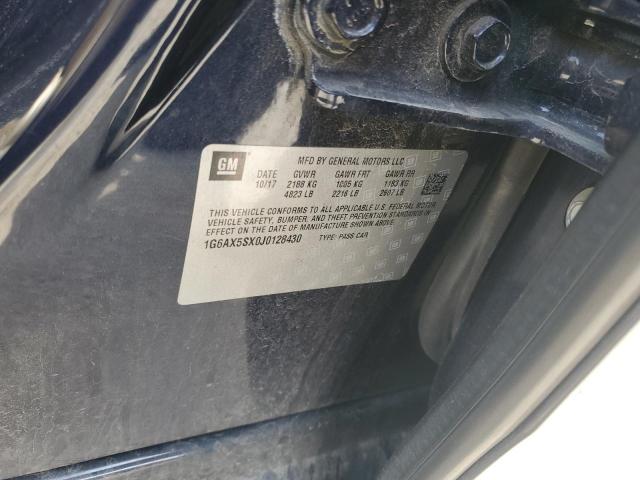 GM
MFD BY GENERAL MOTORS LLC
DATE GVWR GAWR FRT GAWR RR
10/17 2188 KG 1005 KG 1183 KG
4823 LB 2216 LB 2607 LB
THIS VEHICLE CONFORMS TO ALL APPLICABLE U.S. FEDERAL MOTOR
VEHICLE SAFETY, BUMPER, AND THEFT PREVENTION STANDARDS IN
EFFECT ON THE DATE OF MANUFACTURE SHOWN ABOVE.
1G6AX5SX0J0128430 TYPE: PASS CAR